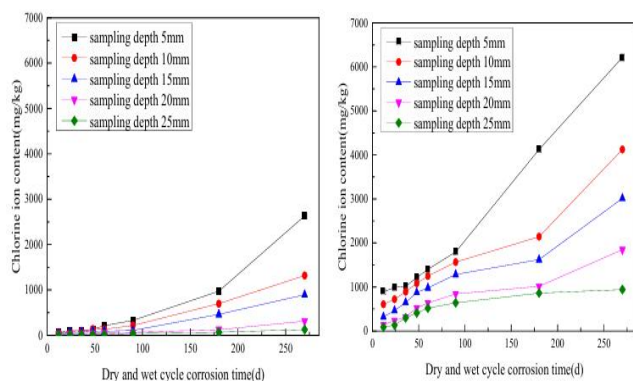 7000
6000
5000
4000
3000
2000
1000
0
Chlorine ion content(mg/kg)
sampling depth 5mm
sampling depth 10mm
sampling depth 15mm
sampling depth 20mm
sampling depth 25mm
0 50 100 150 200 250
Dry and wet cycle corrosion time(d)
7000
6000
5000
4000
3000
2000
1000
0
Chlorine ion content(mg/kg)
sampling depth 5mm
sampling depth 10mm
sampling depth 15mm
sampling depth 20mm
sampling depth 25mm
0 50 100 150 200 250
Dry and wet cycle corrosion time(d)